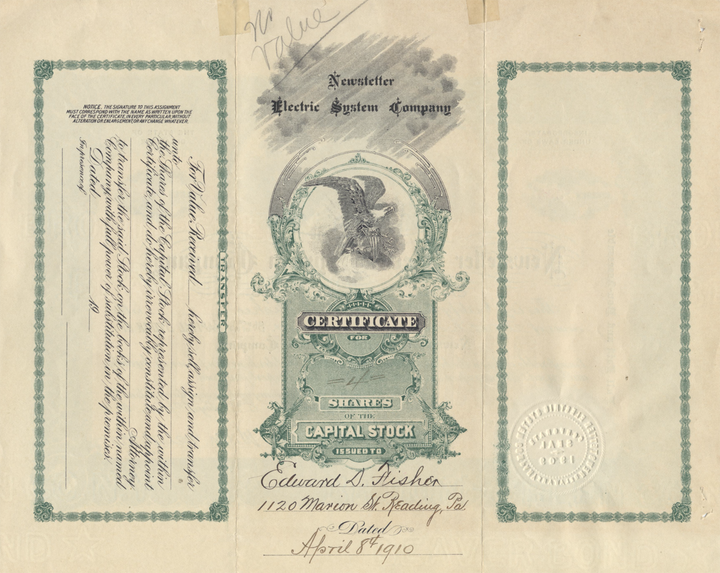 NOTICE. THE SIGNATURE TO THIS ASSIGNMENT
MUST CORRESPOND WITH THE NAME AS WRITTEN UPON THE
FACE OF THE CERTIFICATE, IN EVERY PARTICULAR, WITHOUT
ALTERATION OR ENLARGEMENT OR ANY CHANGE WHATEVER.
TRANSFER
For Value Received hereby sell, assign and transfer
unto
the Shares of the Capital Stock represented by the within
Certificate, and do hereby irrevocably constitute and appoint
Attorney
to transfer the said Stock on the books of the within named
Company with full power of substitution in the premises.
Dated 19
In presence of
No
Value
Newstetter
Electric System Company
CERTIFICATE
FOR
4
SHARES
OF THE
CAPITAL STOCK
ISSUED TO
Edward D. Fisher
1120 Marion St. Reading, Pa.
Dated
April 8th 1910